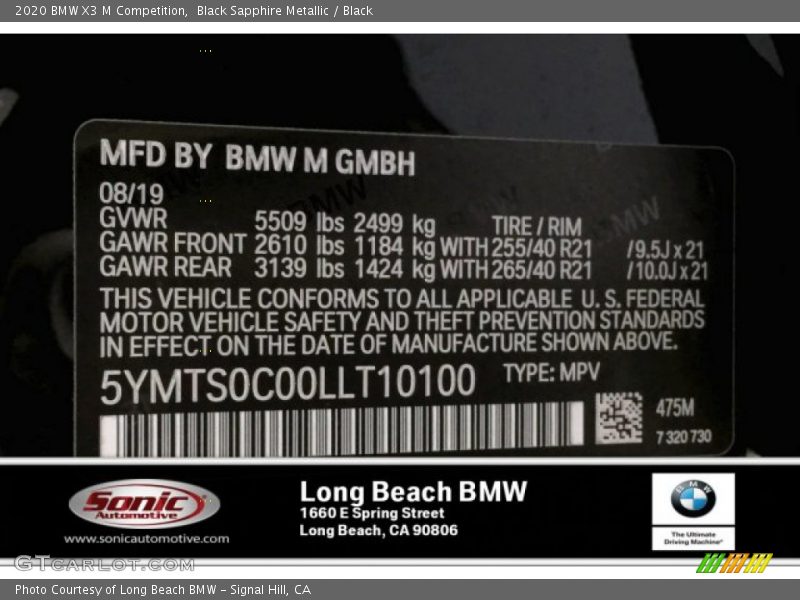 2020 BMW X3 M Competition,  Black Sapphire Metallic / Black
MFD BY BMW M GMBH
08/19
GVWR 5509 lbs 2499 kg TIRE / RIM
GAWR FRONT 2610 lbs 1184 kg WITH 255/40 R21 /9.5J x 21
GAWR REAR 3139 lbs 1424 kg WITH 265/40 R21 /10.0J x 21
THIS VEHICLE CONFORMS TO ALL APPLICABLE U. S. FEDERAL
MOTOR VEHICLE SAFETY AND THEFT PREVENTION STANDARDS
IN EFFECT ON THE DATE OF MANUFACTURE SHOWN ABOVE.
5YMTS0C00LLT10100 TYPE: MPV
475M
7 320 730
Sonic
Automotive
www.sonicautomotive.com
Long Beach BMW
1660 E Spring Street
Long Beach, CA 90806
BMW
The Ultimate
Driving Machine®
GTcarlot.com
Photo Courtesy of Long Beach BMW – Signal Hill, CA